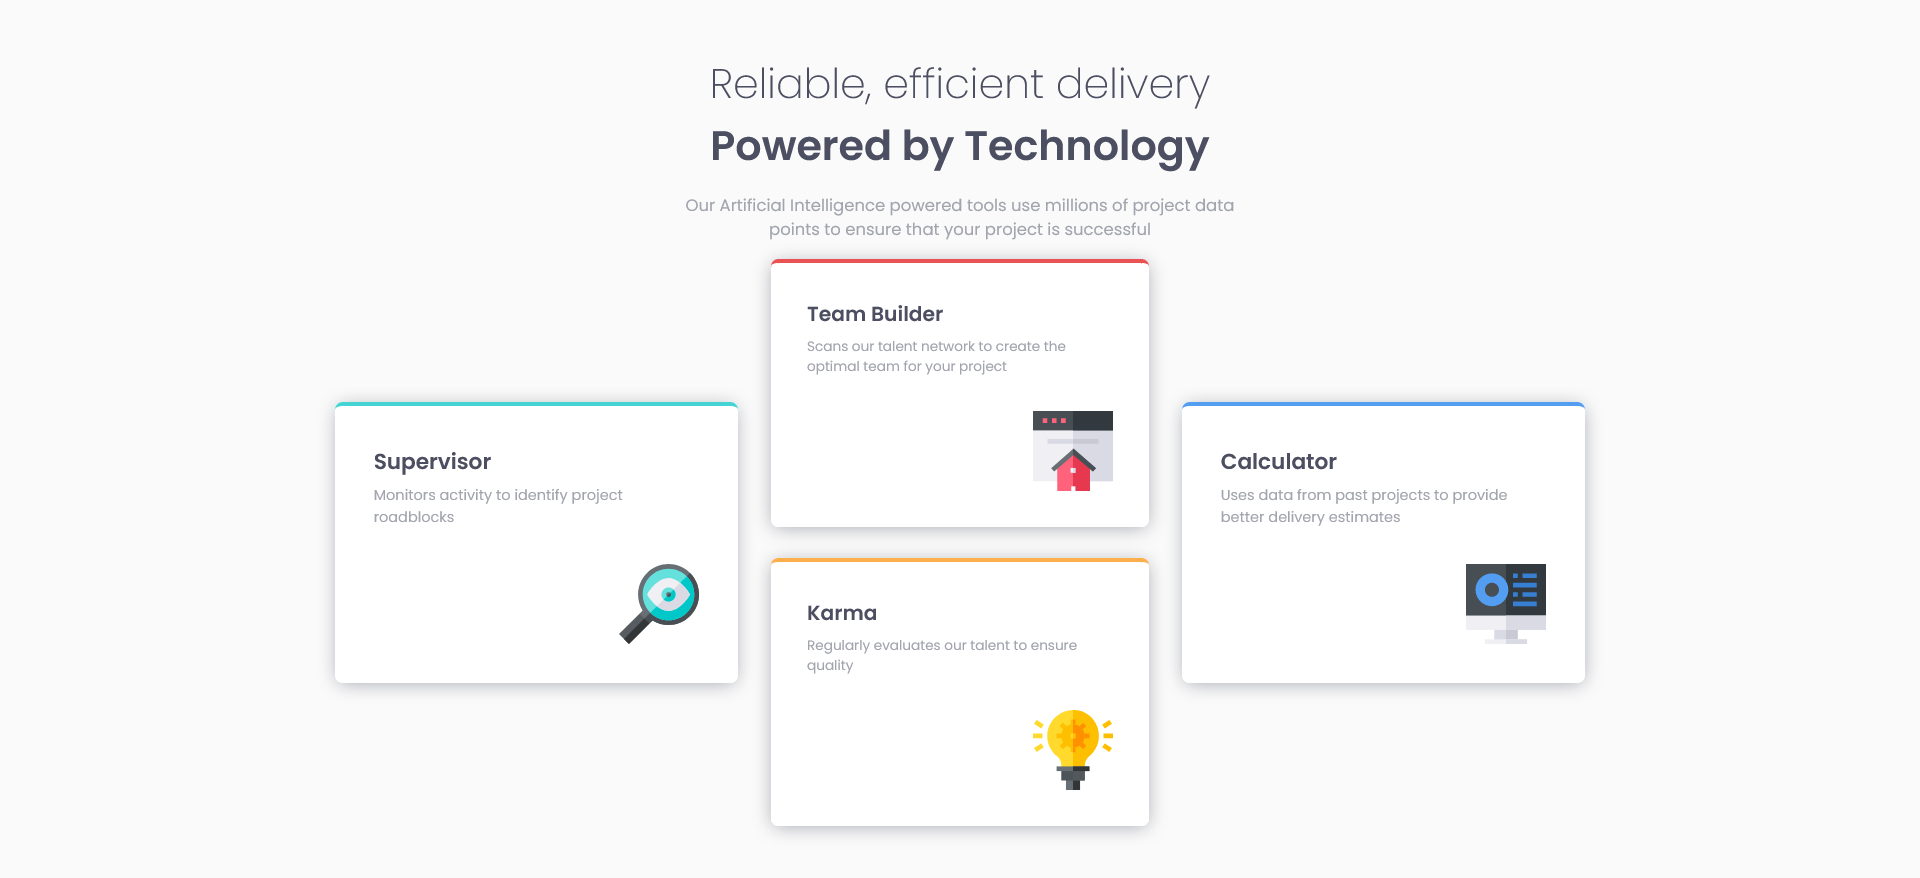 Reliable, efficient delivery
Powered by Technology
Our Artificial Intelligence powered tools use millions of project data
points to ensure that your project is successful
Team Builder
Scans our talent network to create the
optimal team for your project
Supervisor
Monitors activity to identify project
roadblocks
Calculator
Uses data from past projects to provide
better delivery estimates
Karma
Regularly evaluates our talent to ensure
quality